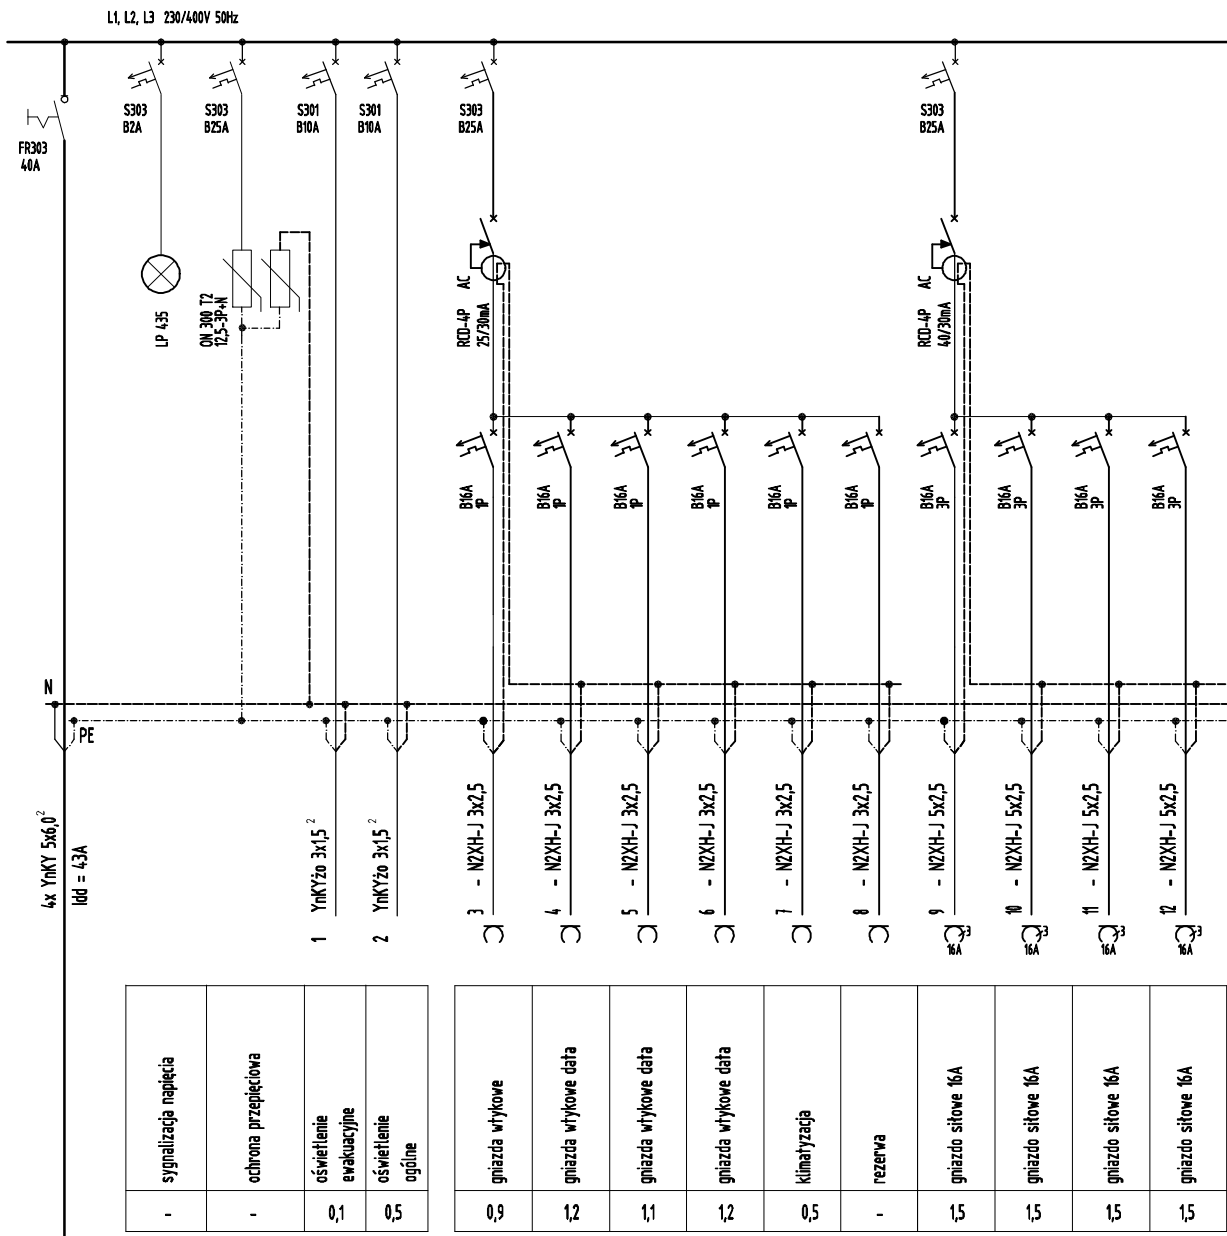 L1, L2, L3 230/400V 50Hz
FR303
40A
S303
B2A
S303
B25A
S301
B10A
S301
B10A
S303
B25A
S303
B25A
LP 435
ON 300 T2
12,5-3P+N
RCD-4P AC
25/30mA
RCD-4P AC
40/30mA
B16A
1P
B16A
1P
B16A
1P
B16A
1P
B16A
1P
B16A
1P
B16A
3P
B16A
3P
B16A
3P
B16A
3P
N
PE
4x YnKY 5x6,0²
Idd = 43A
1 YnKYżo 3x1,5²
2 YnKYżo 3x1,5²
3 - N2XH-J 3x2,5
4 - N2XH-J 3x2,5
5 - N2XH-J 3x2,5
6 - N2XH-J 3x2,5
7 - N2XH-J 3x2,5
8 - N2XH-J 3x2,5
9 - N2XH-J 5x2,5
10 - N2XH-J 5x2,5
11 - N2XH-J 5x2,5
12 - N2XH-J 5x2,5
3
16A
3
16A
3
16A
3
16A
sygnalizacja napięcia
ochrona przepięciowa
oświetlenie
ewakuacyjne
oświetlenie
ogólne
gniazda wtykowe
gniazda wtykowe data
gniazda wtykowe data
gniazda wtykowe data
klimatyzacja
rezerwa
gniazdo siłowe 16A
gniazdo siłowe 16A
gniazdo siłowe 16A
gniazdo siłowe 16A
- - 0,1 0,5 0,9 1,2 1,1 1,2 0,5 - 1,5 1,5 1,5 1,5